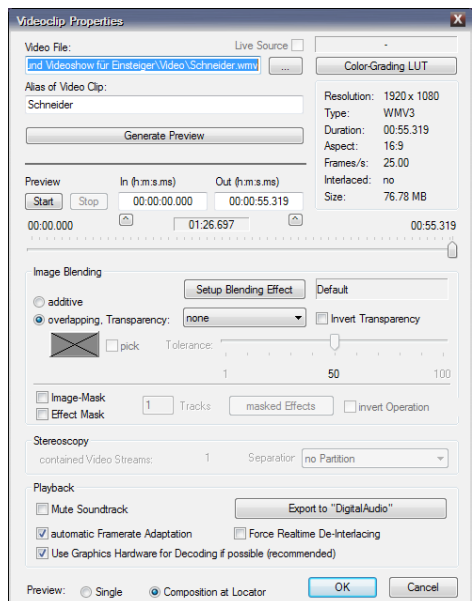 Videoclip Properties
X
Video File:
Live Source
-
und Videoshow für Einsteiger\Video\Schneider.wmv
...
Color-Grading LUT
Alias of Video Clip:
Schneider
Generate Preview
Resolution: 1920 x 1080
Type: WMV3
Duration: 00:55.319
Aspect: 16:9
Frames/s: 25.00
Interlaced: no
Size: 76.78 MB
Preview In (h:m:s.ms) Out (h:m:s.ms)
Start Stop 00:00:00.000 00:00:55.319
00:00.000 ^ 01:26.697 ^ 00:55.319
Image Blending
additive
Setup Blending Effect Default
overlapping, Transparency: none Invert Transparency
pick Tolerance:
1 50 100
Image-Mask
Effect Mask
1 Tracks masked Effects invert Operation
Stereoscopy
contained Video Streams: 1 Separation no Partition
Playback
Mute Soundtrack Export to "DigitalAudio"
automatic Framerate Adaptation Force Realtime De-Interlacing
Use Graphics Hardware for Decoding if possible (recommended)
Preview: Single Composition at Locator OK Cancel